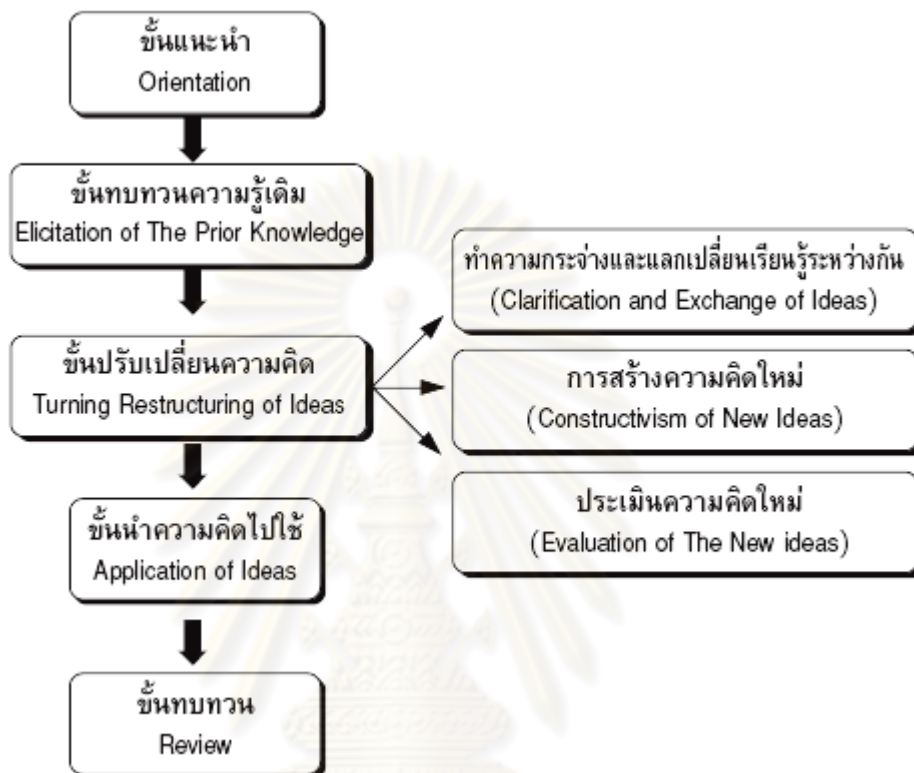 ขั้นแนะนำ
Orientation
ขั้นทบทวนความรู้เดิม
Elicitation of The Prior Knowledge
ขั้นปรับเปลี่ยนความคิด
Turning Restructuring of Ideas
ทำความกระจ่างและแลกเปลี่ยนเรียนรู้ระหว่างกัน
(Clarification and Exchange of Ideas)
การสร้างความคิดใหม่
(Constructivism of New Ideas)
ประเมินความคิดใหม่
(Evaluation of The New ideas)
ขั้นนำความคิดไปใช้
Application of Ideas
ขั้นทบทวน
Review